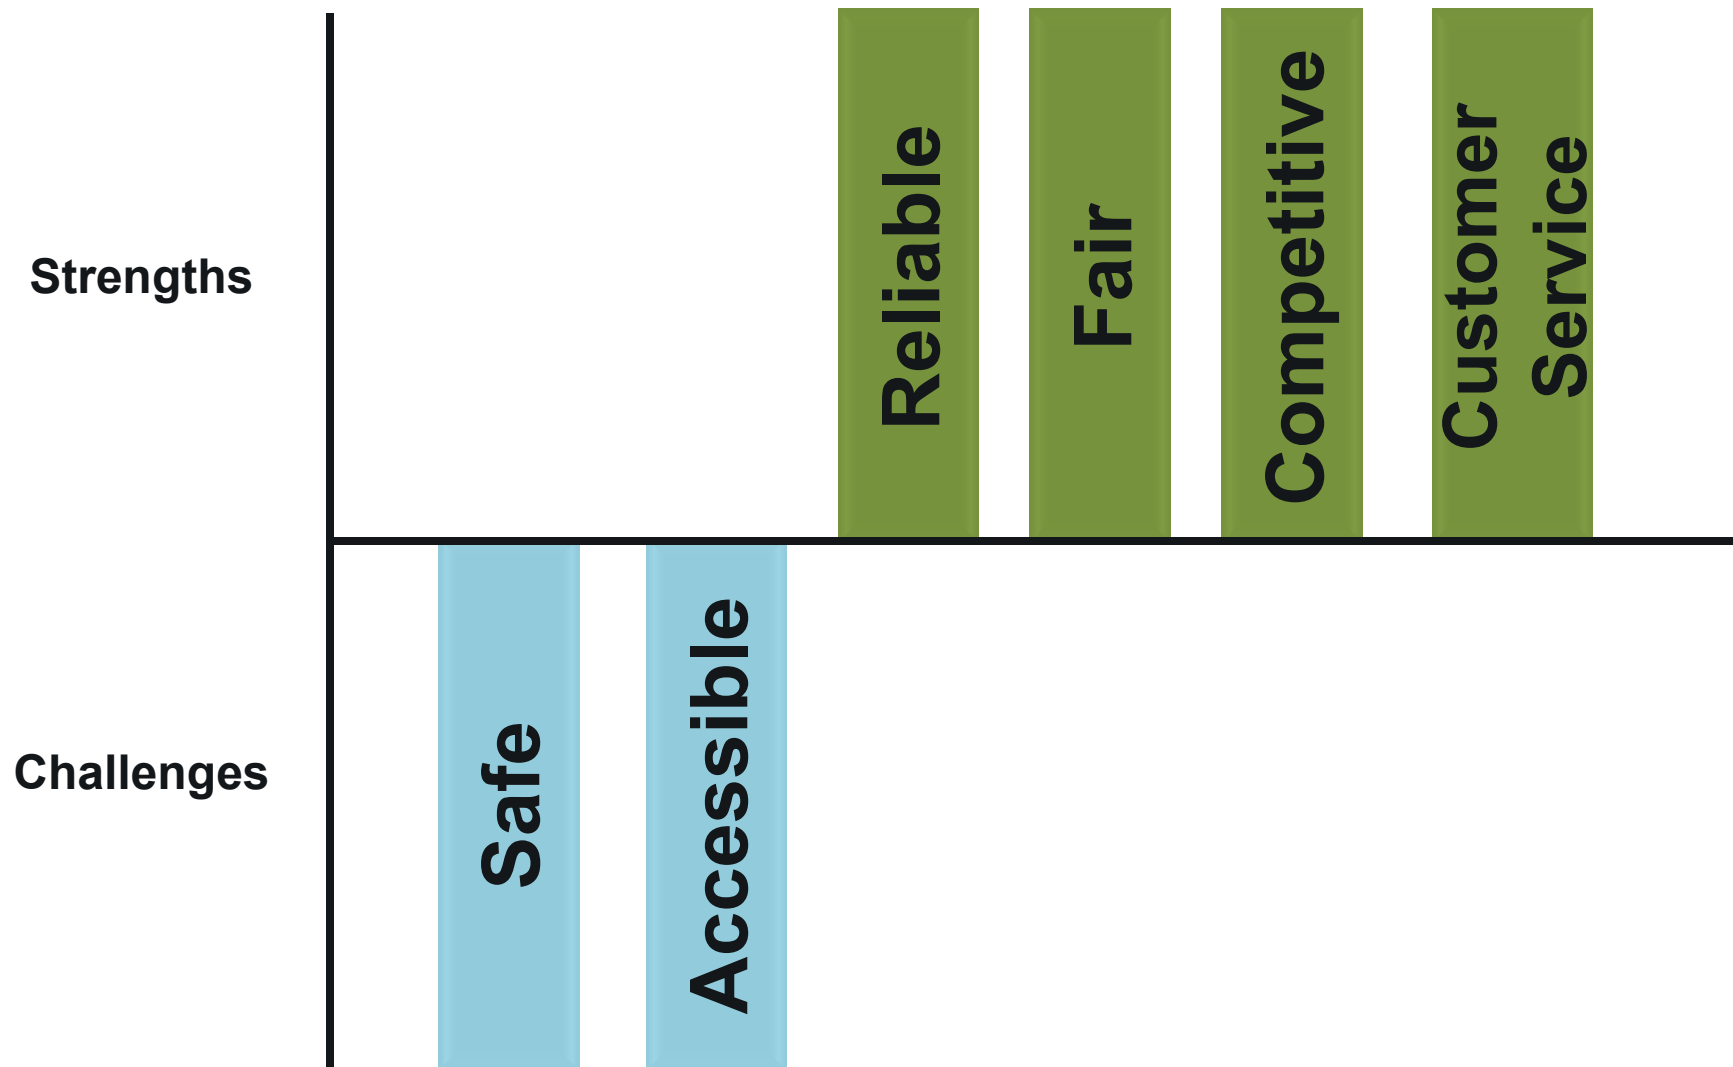 Strengths
Reliable
Fair
Competitive
Customer
Service
Challenges
Safe
Accessible